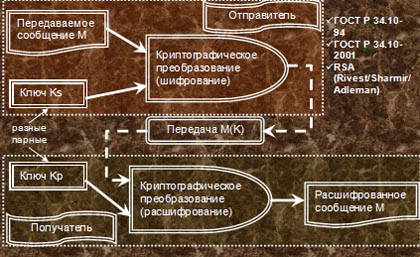 Передаваемое
сообщение М
Отправитель
✓ГОСТ Р 34.10-
94
✓ГОСТ Р 34.10-
2001
✓RSA
(Rivest/Sharmir/
Adleman)
Криптографическое
преобразование
(шифрование)
Ключ Ks
разные
парные
Передача М(К)
Ключ Кр
Криптографическое
преобразование
(расшифрование)
Расшифрованное
сообщение М
Получатель